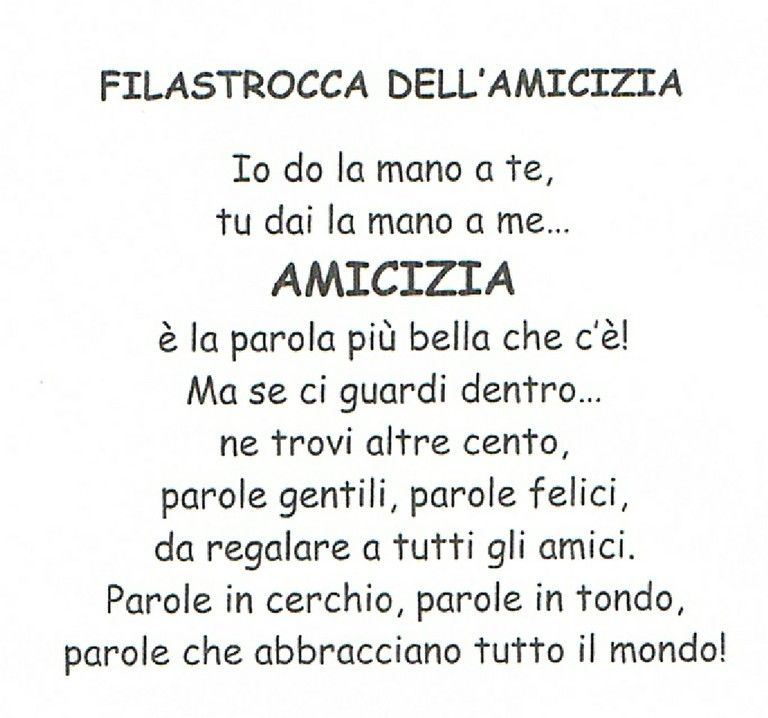 FILASTROCCA DELL'AMICIZIA
Io do la mano a te,
tu dai la mano a me...
AMICIZIA
è la parola più bella che c'è!
Ma se ci guardi dentro...
ne trovi altre cento,
parole gentili, parole felici,
da regalare a tutti gli amici.
Parole in cerchio, parole in tondo,
parole che abbracciano tutto il mondo!